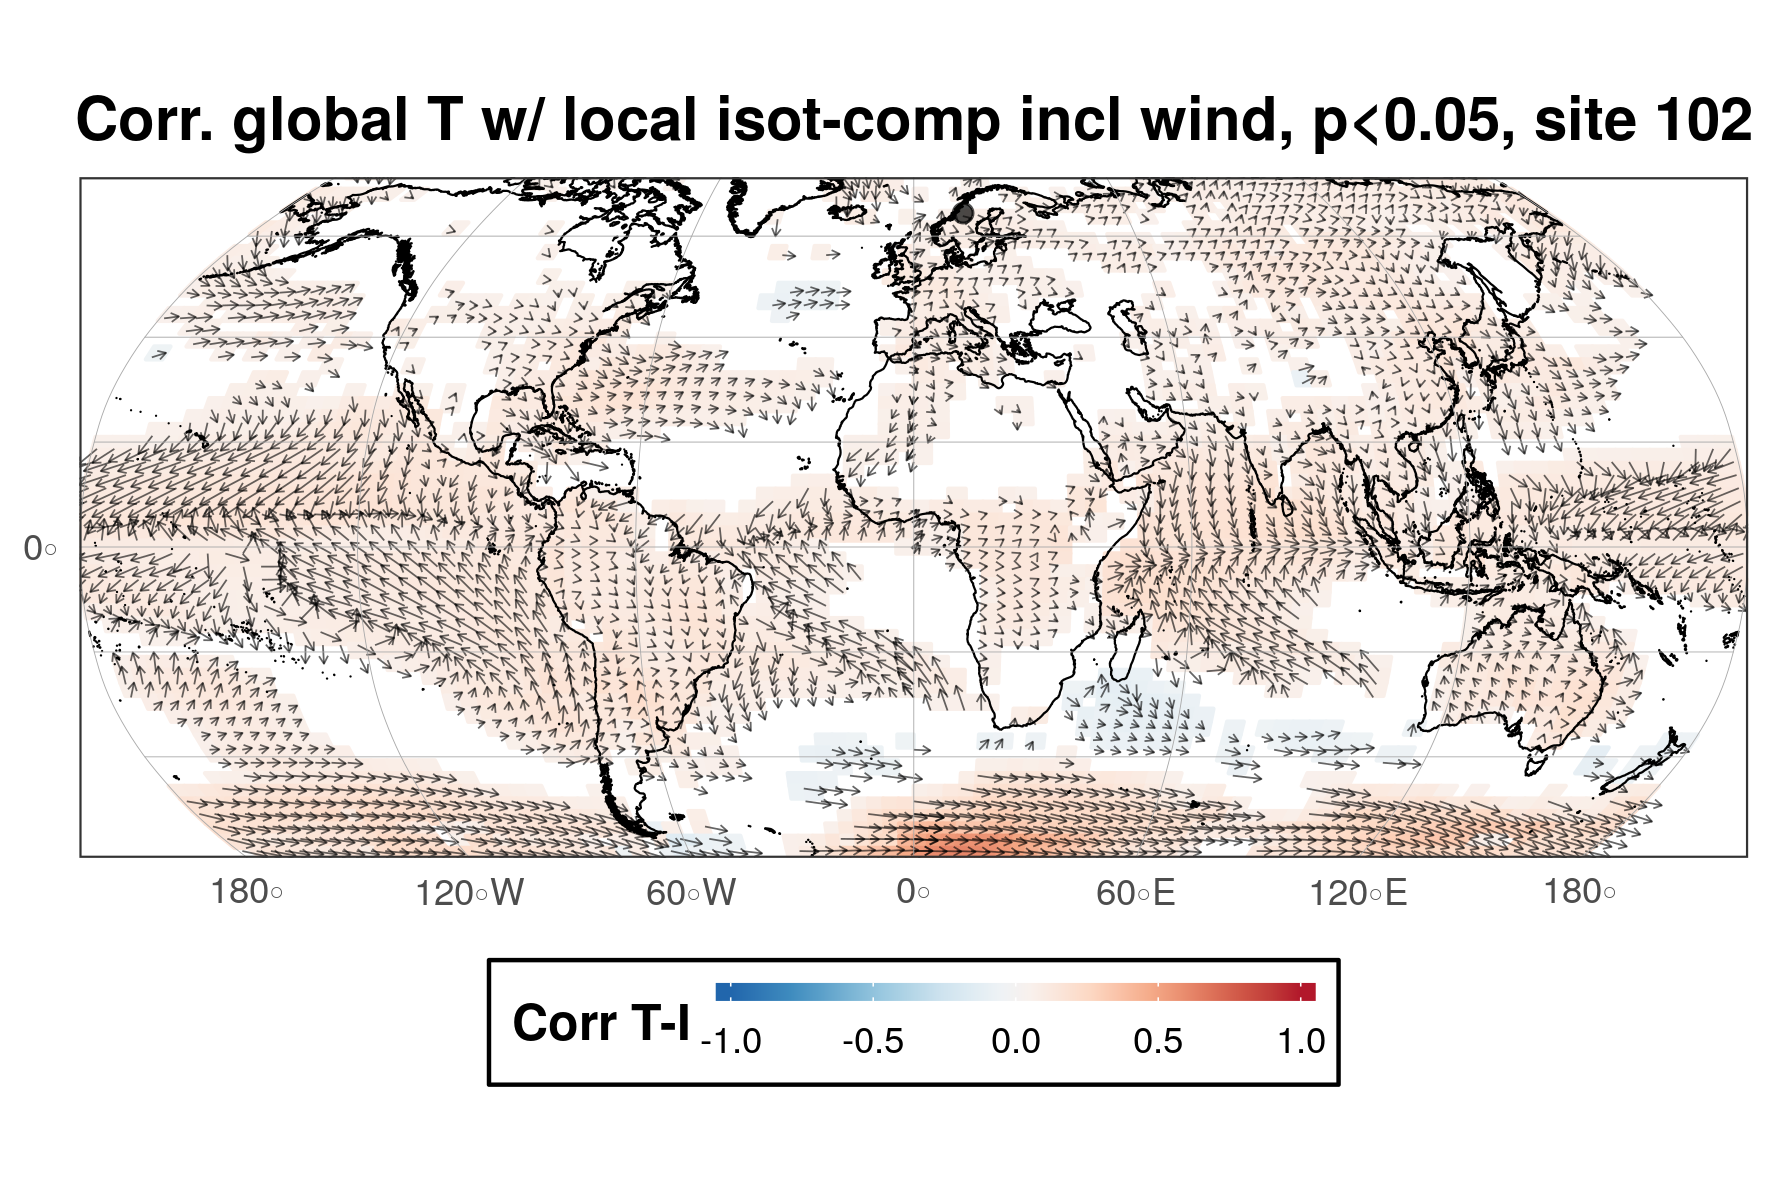 Corr. global T w/ local isot-comp incl wind, p<0.05, site 102
0°
180° 120°W 60°W 0° 60°E 120°E 180°
Corr T-I
-1.0 -0.5 0.0 0.5 1.0